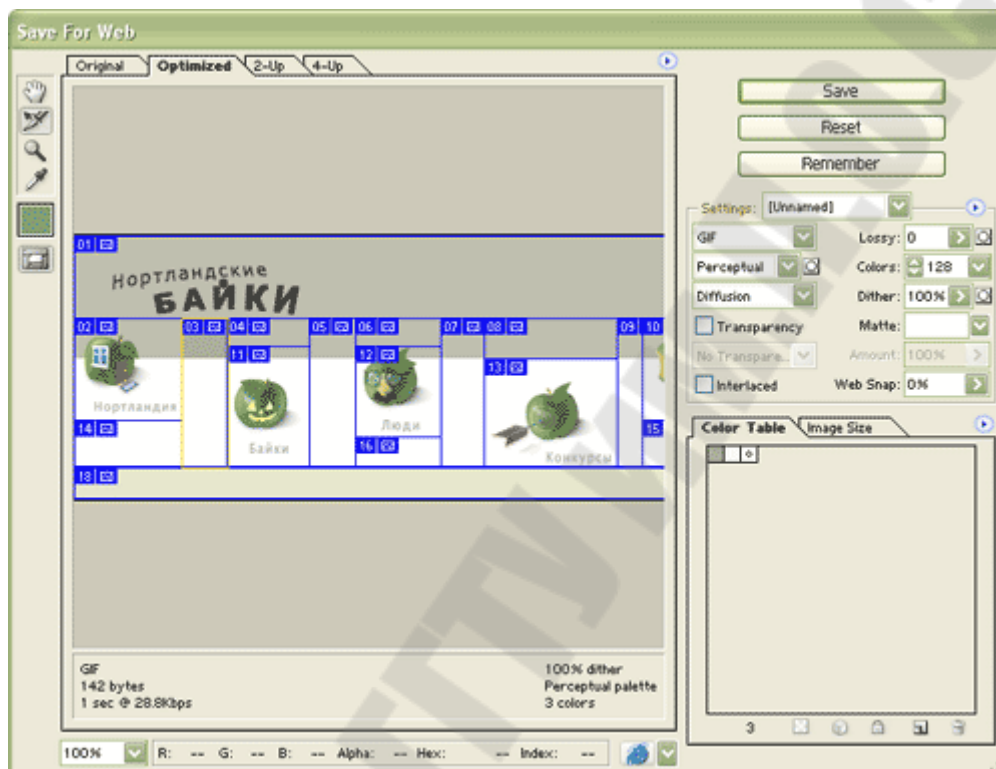 Save For Web
Original Optimized 2-Up 4-Up
Save
Reset
Remember
Settings: [Unnamed]
GIF Lossy: 0
Perceptual Colors: 128
Diffusion Dither: 100%
Transparency Matte:
No Transpare... Amount: 100%
Interlaced Web Snap: 0%
Color Table Image Size
01
Нортландские
БАЙКИ
02 03 04 05 06 07 08 09 10
11 12
13
Нортландия
14
Байки
Люди
16
Конкурсы
15
18
GIF
142 bytes
1 sec @ 28.8Kbps
100% dither
Perceptual palette
3 colors
3
100% R: -- G: -- B: -- Alpha: -- Hex: -- Index: --